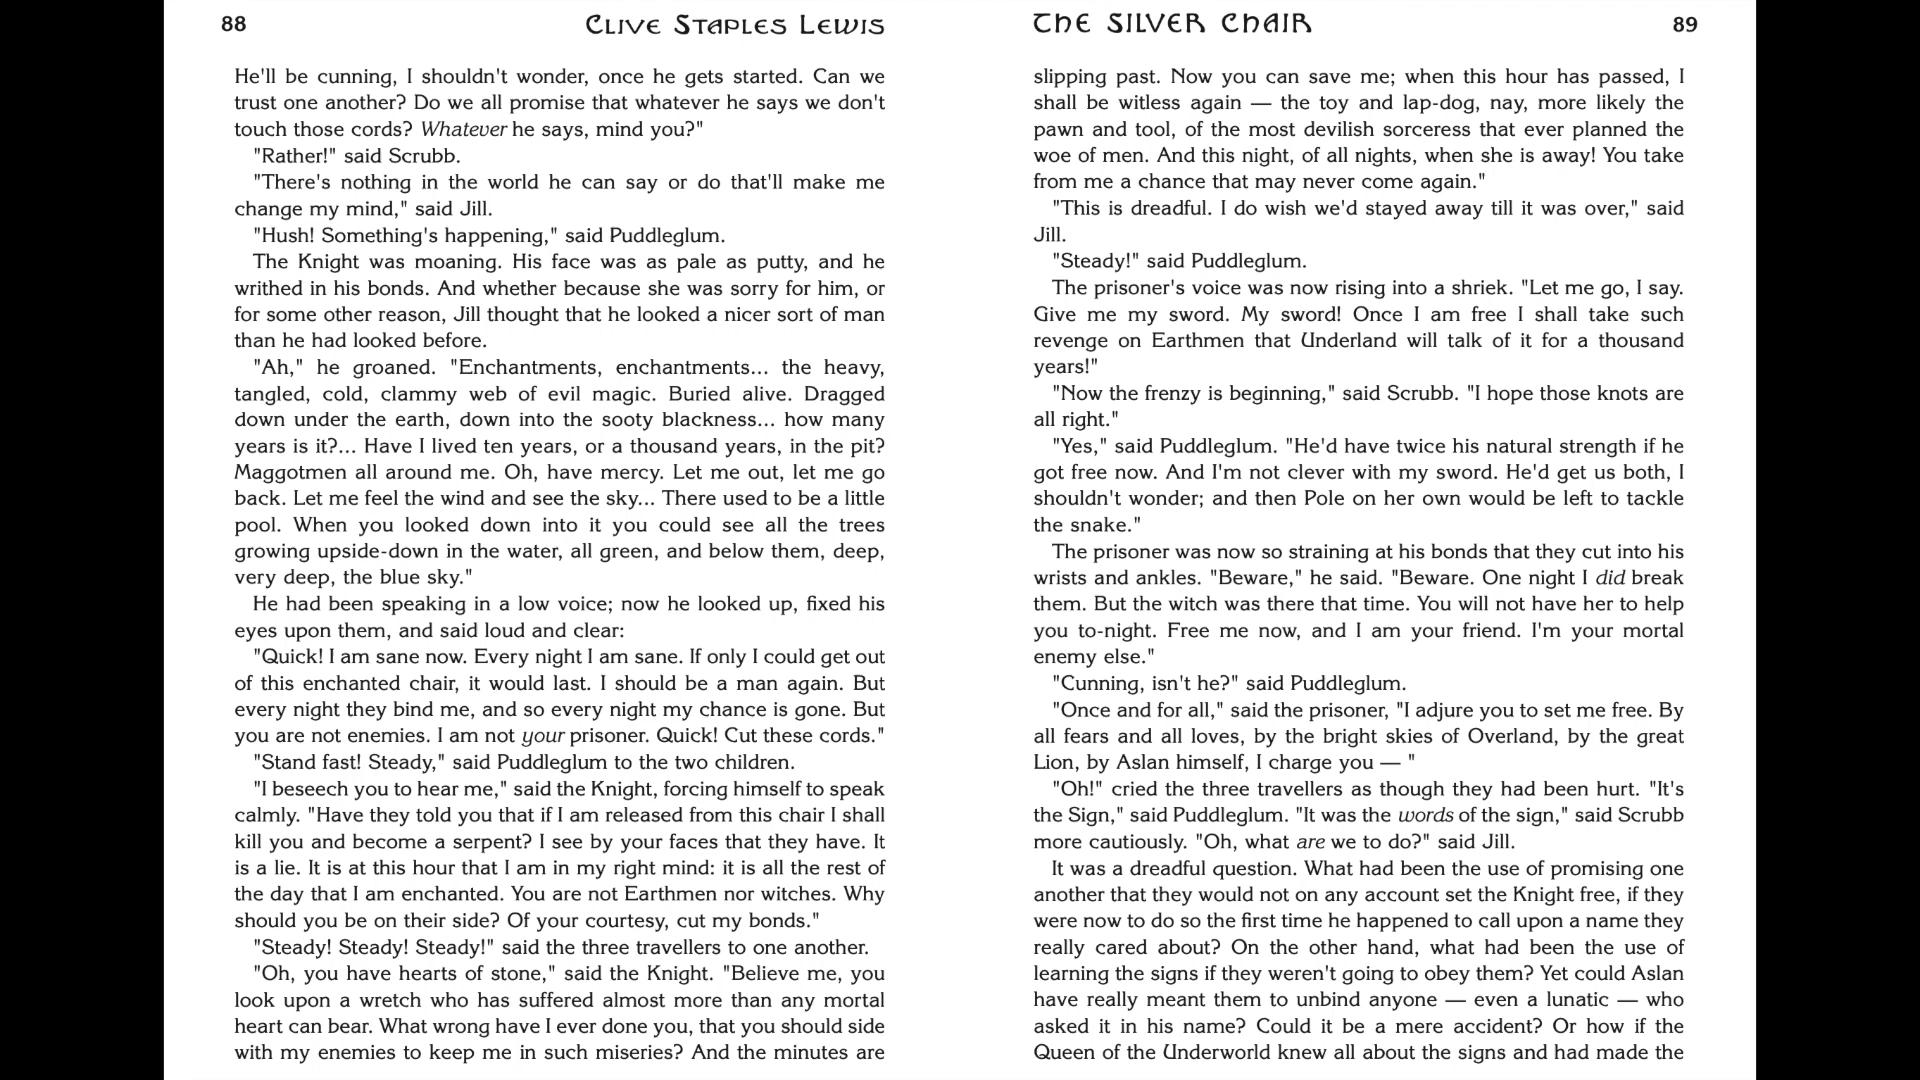 88 Clive Staples Lewis
He'll be cunning, I shouldn't wonder, once he gets started. Can we
trust one another? Do we all promise that whatever he says we don't
touch those cords? Whatever he says, mind you?"
"Rather!" said Scrubb.
"There's nothing in the world he can say or do that'll make me
change my mind," said Jill.
"Hush! Something's happening," said Puddleglum.
The Knight was moaning. His face was as pale as putty, and he
writhed in his bonds. And whether because she was sorry for him, or
for some other reason, Jill thought that he looked a nicer sort of man
than he had looked before.
"Ah," he groaned. "Enchantments, enchantments... the heavy,
tangled, cold, clammy web of evil magic. Buried alive. Dragged
down under the earth, down into the sooty blackness... how many
years is it?... Have I lived ten years, or a thousand years, in the pit?
Maggotmen all around me. Oh, have mercy. Let me out, let me go
back. Let me feel the wind and see the sky... There used to be a little
pool. When you looked down into it you could see all the trees
growing upside-down in the water, all green, and below them, deep,
very deep, the blue sky."
He had been speaking in a low voice; now he looked up, fixed his
eyes upon them, and said loud and clear:
"Quick! I am sane now. Every night I am sane. If only I could get out
of this enchanted chair, it would last. I should be a man again. But
every night they bind me, and so every night my chance is gone. But
you are not enemies. I am not your prisoner. Quick! Cut these cords."
"Stand fast! Steady," said Puddleglum to the two children.
"I beseech you to hear me," said the Knight, forcing himself to speak
calmly. "Have they told you that if I am released from this chair I shall
kill you and become a serpent? I see by your faces that they have. It
is a lie. It is at this hour that I am in my right mind: it is all the rest of
the day that I am enchanted. You are not Earthmen nor witches. Why
should you be on their side? Of your courtesy, cut my bonds."
"Steady! Steady! Steady!" said the three travellers to one another.
"Oh, you have hearts of stone," said the Knight. "Believe me, you
look upon a wretch who has suffered almost more than any mortal
heart can bear. What wrong have I ever done you, that you should side
with my enemies to keep me in such miseries? And the minutes are
The Silver Chair 89
slipping past. Now you can save me; when this hour has passed, I
shall be witless again — the toy and lap-dog, nay, more likely the
pawn and tool, of the most devilish sorceress that ever planned the
woe of men. And this night, of all nights, when she is away! You take
from me a chance that may never come again."
"This is dreadful. I do wish we'd stayed away till it was over," said
Jill.
"Steady!" said Puddleglum.
The prisoner's voice was now rising into a shriek. "Let me go, I say.
Give me my sword. My sword! Once I am free I shall take such
revenge on Earthmen that Underland will talk of it for a thousand
years!"
"Now the frenzy is beginning," said Scrubb. "I hope those knots are
all right."
"Yes," said Puddleglum. "He'd have twice his natural strength if he
got free now. And I'm not clever with my sword. He'd get us both, I
shouldn't wonder; and then Pole on her own would be left to tackle
the snake."
The prisoner was now so straining at his bonds that they cut into his
wrists and ankles. "Beware," he said. "Beware. One night I did break
them. But the witch was there that time. You will not have her to help
you to-night. Free me now, and I am your friend. I'm your mortal
enemy else."
"Cunning, isn't he?" said Puddleglum.
"Once and for all," said the prisoner, "I adjure you to set me free. By
all fears and all loves, by the bright skies of Overland, by the great
Lion, by Aslan himself, I charge you — "
"Oh!" cried the three travellers as though they had been hurt. "It's
the Sign," said Puddleglum. "It was the words of the sign," said Scrubb
more cautiously. "Oh, what are we to do?" said Jill.
It was a dreadful question. What had been the use of promising one
another that they would not on any account set the Knight free, if they
were now to do so the first time he happened to call upon a name they
really cared about? On the other hand, what had been the use of
learning the signs if they weren't going to obey them? Yet could Aslan
have really meant them to unbind anyone — even a lunatic — who
asked it in his name? Could it be a mere accident? Or how if the
Queen of the Underworld knew all about the signs and had made the